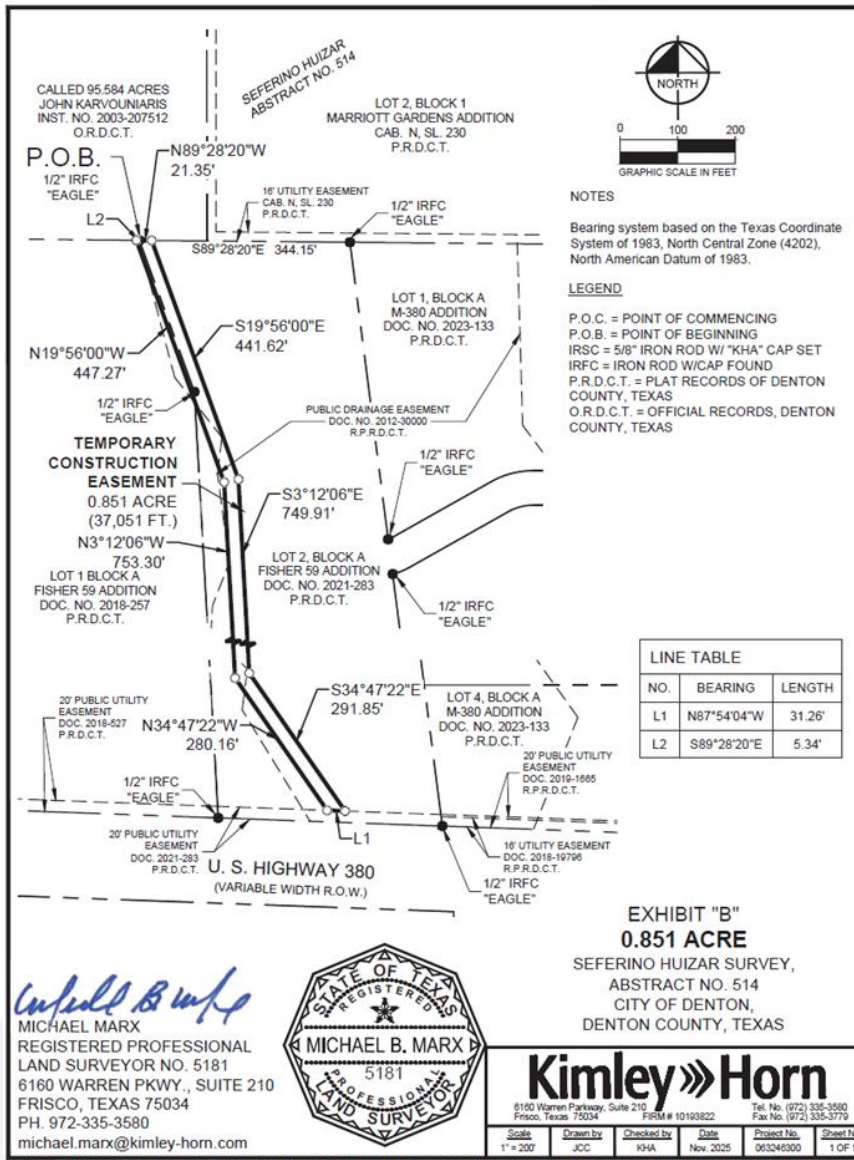 CALLED 95.584 ACRES
JOHN KARVOUNIARIS
INST. NO. 2003-207512
O.R.D.C.T.
SEFERINO HUIZAR
ABSTRACT NO. 514
LOT 2, BLOCK 1
MARRIOTT GARDENS ADDITION
CAB. N, SL. 230
P.R.D.C.T.
NORTH
0 100 200
GRAPHIC SCALE IN FEET
P.O.B.
1/2" IRFC
"EAGLE"
N89°28'20"W
21.35'
L2
16' UTILITY EASEMENT
CAB. N, SL. 230
P.R.D.C.T.
1/2" IRFC
"EAGLE"
S89°28'20"E 344.15'
NOTES
Bearing system based on the Texas Coordinate
System of 1983, North Central Zone (4202),
North American Datum of 1983.
LEGEND
P.O.C. = POINT OF COMMENCING
P.O.B. = POINT OF BEGINNING
IRSC = 5/8" IRON ROD W/ "KHA" CAP SET
IRFC = IRON ROD W/CAP FOUND
P.R.D.C.T. = PLAT RECORDS OF DENTON
COUNTY, TEXAS
O.R.D.C.T. = OFFICIAL RECORDS, DENTON
COUNTY, TEXAS
LOT 1, BLOCK A
M-380 ADDITION
DOC. NO. 2023-133
P.R.D.C.T.
S19°56'00"E
441.62'
N19°56'00"W
447.27'
1/2" IRFC
"EAGLE"
PUBLIC DRAINAGE EASEMENT
DOC. NO. 2012-30000
R.P.R.D.C.T.
TEMPORARY
CONSTRUCTION
EASEMENT
0.851 ACRE
(37,051 FT.)
1/2" IRFC
"EAGLE"
S3°12'06"E
749.91'
N3°12'06"W
753.30'
LOT 1 BLOCK A
FISHER 59 ADDITION
DOC. NO. 2018-257
P.R.D.C.T.
LOT 2, BLOCK A
FISHER 59 ADDITION
DOC. NO. 2021-283
P.R.D.C.T.
1/2" IRFC
"EAGLE"
LINE TABLE
NO. BEARING LENGTH
L1 N87°54'04"W 31.26'
L2 S89°28'20"E 5.34'
20' PUBLIC UTILITY
EASEMENT
DOC. 2018-527
P.R.D.C.T.
S34°47'22"E
291.85'
N34°47'22"W
280.16'
LOT 4, BLOCK A
M-380 ADDITION
DOC. NO. 2023-133
P.R.D.C.T.
20' PUBLIC UTILITY
EASEMENT
DOC. 2019-1665
R.P.R.D.C.T.
1/2" IRFC
"EAGLE"
L1
20' PUBLIC UTILITY
EASEMENT
DOC. 2021-283
P.R.D.C.T.
U. S. HIGHWAY 380
(VARIABLE WIDTH R.O.W.)
16' UTILITY EASEMENT
DOC. 2018-19796
R.P.R.D.C.T.
1/2" IRFC
"EAGLE"
EXHIBIT "B"
0.851 ACRE
SEFERINO HUIZAR SURVEY,
ABSTRACT NO. 514
CITY OF DENTON,
DENTON COUNTY, TEXAS
MICHAEL MARX
REGISTERED PROFESSIONAL
LAND SURVEYOR NO. 5181
6160 WARREN PKWY., SUITE 210
FRISCO, TEXAS 75034
PH. 972-335-3580
michael.marx@kimley-horn.com
STATE OF TEXAS
REGISTERED
MICHAEL B. MARX
5181
PROFESSIONAL
LAND SURVEYOR
Kimley»Horn
6160 Warren Parkway, Suite 210
Frisco, Texas 75034 FIRM # 10193822
Tel. No. (972) 335-3580
Fax No. (972) 335-3779
Scale Drawn by Checked by Date Project No. Sheet
1" = 200' JCC KHA Nov. 2025 063246300 1 OF